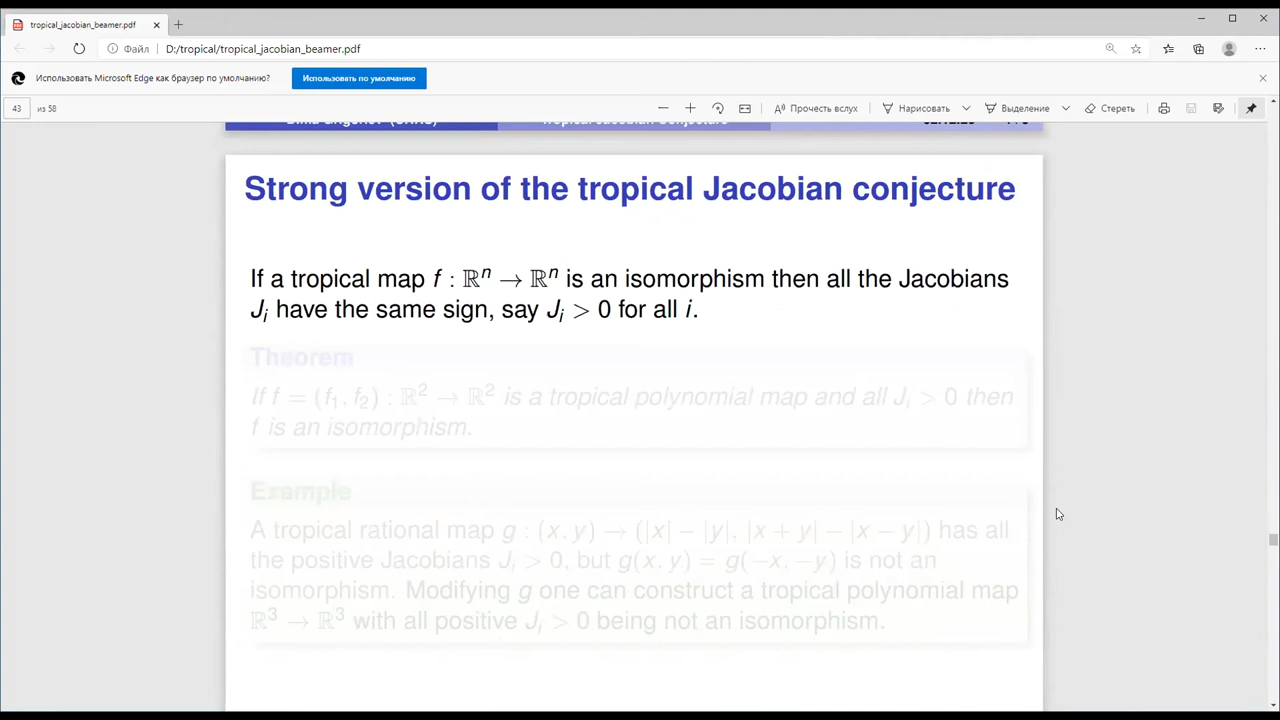 tropical_jacobian_beamer.pdf
Файл D:/tropical/tropical_jacobian_beamer.pdf
Использовать Microsoft Edge как браузер по умолчанию? Использовать по умолчанию
43 из 58 Прочесть вслух Нарисовать Выделение Стереть
Strong version of the tropical Jacobian conjecture
If a tropical map f : ℝⁿ → ℝⁿ is an isomorphism then all the Jacobians
Jᵢ have the same sign, say Jᵢ > 0 for all i.
Theorem
If f = (f₁, f₂) : ℝ² → ℝ² is a tropical polynomial map and all Jᵢ > 0 then
f is an isomorphism.
Example
A tropical rational map g : (x, y) → (|x| − |y|, |x + y| − |x − y|) has all
the positive Jacobians Jᵢ > 0, but g(x, y) = g(−x, −y) is not an
isomorphism. Modifying g one can construct a tropical polynomial map
ℝ³ → ℝ³ with all positive Jᵢ > 0 being not an isomorphism.